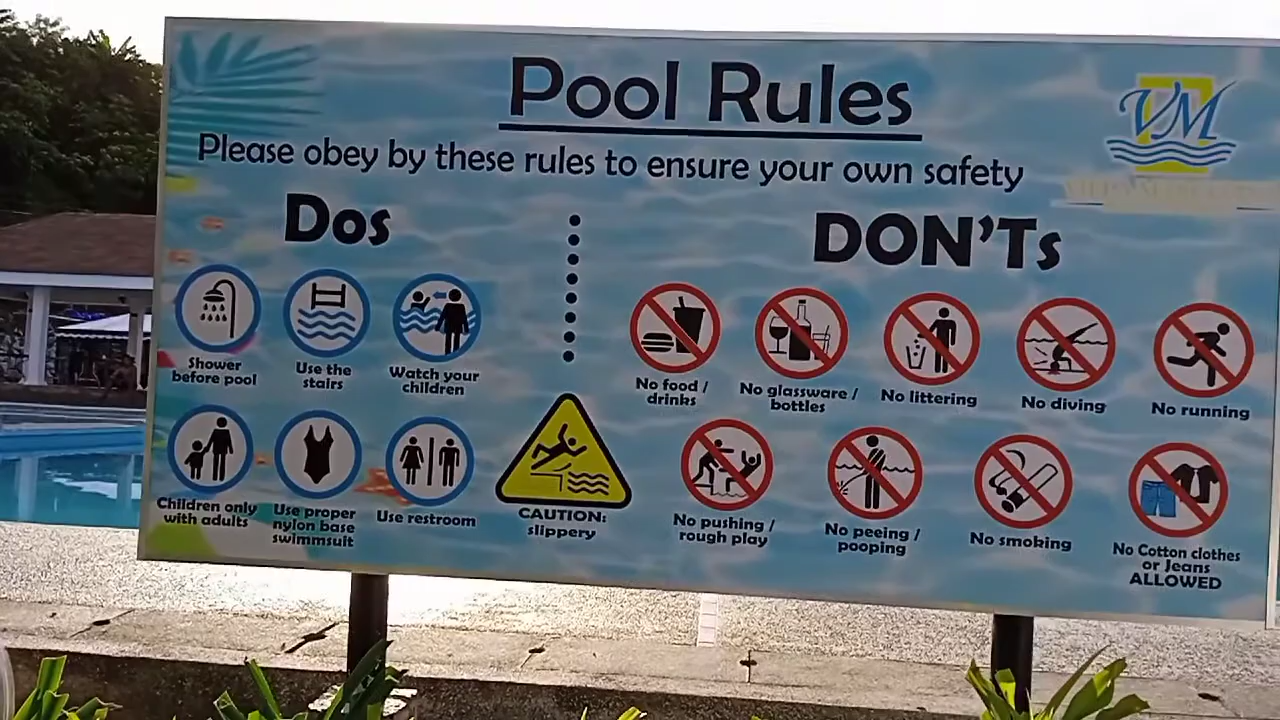 Pool Rules
Please obey by these rules to ensure your own safety
VM
Dos
DON'Ts
Shower
before pool
Use the
stairs
Watch your
children
No food /
drinks
No glassware /
bottles
No littering
No diving
No running
Children only
with adults
Use proper
nylon base
swimmsuit
Use restroom
CAUTION:
slippery
No pushing /
rough play
No peeing /
pooping
No smoking
No Cotton clothes
or Jeans
ALLOWED